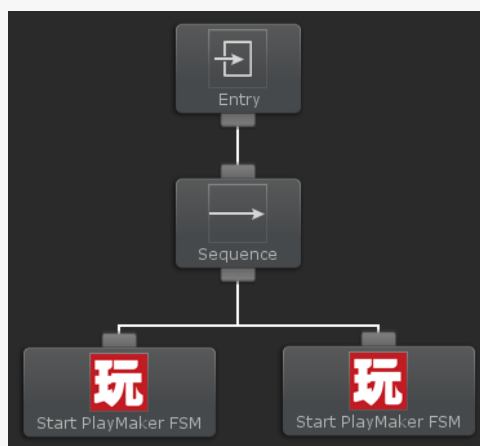 Entry
Sequence
玩
Start PlayMaker FSM
玩
Start PlayMaker FSM